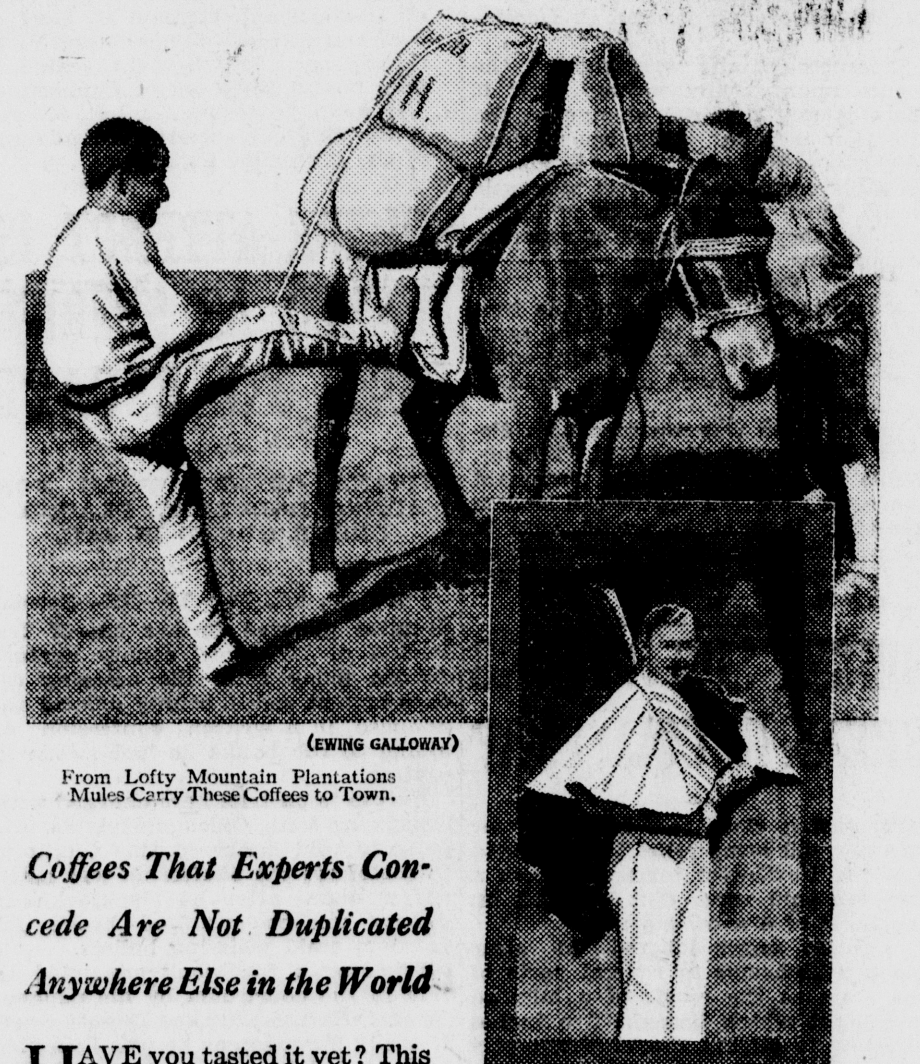 H
(EWING GALLOWAY)
From Lofty Mountain Plantations
Mules Carry These Coffees to Town.
Coffees That Experts Con-
cede Are Not Duplicated
Anywhere Else in the World
HAVE you tasted it yet? This